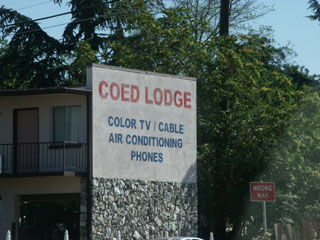 COED LODGE
COLOR TV / CABLE
AIR CONDITIONING
PHONES
WRONG
WAY